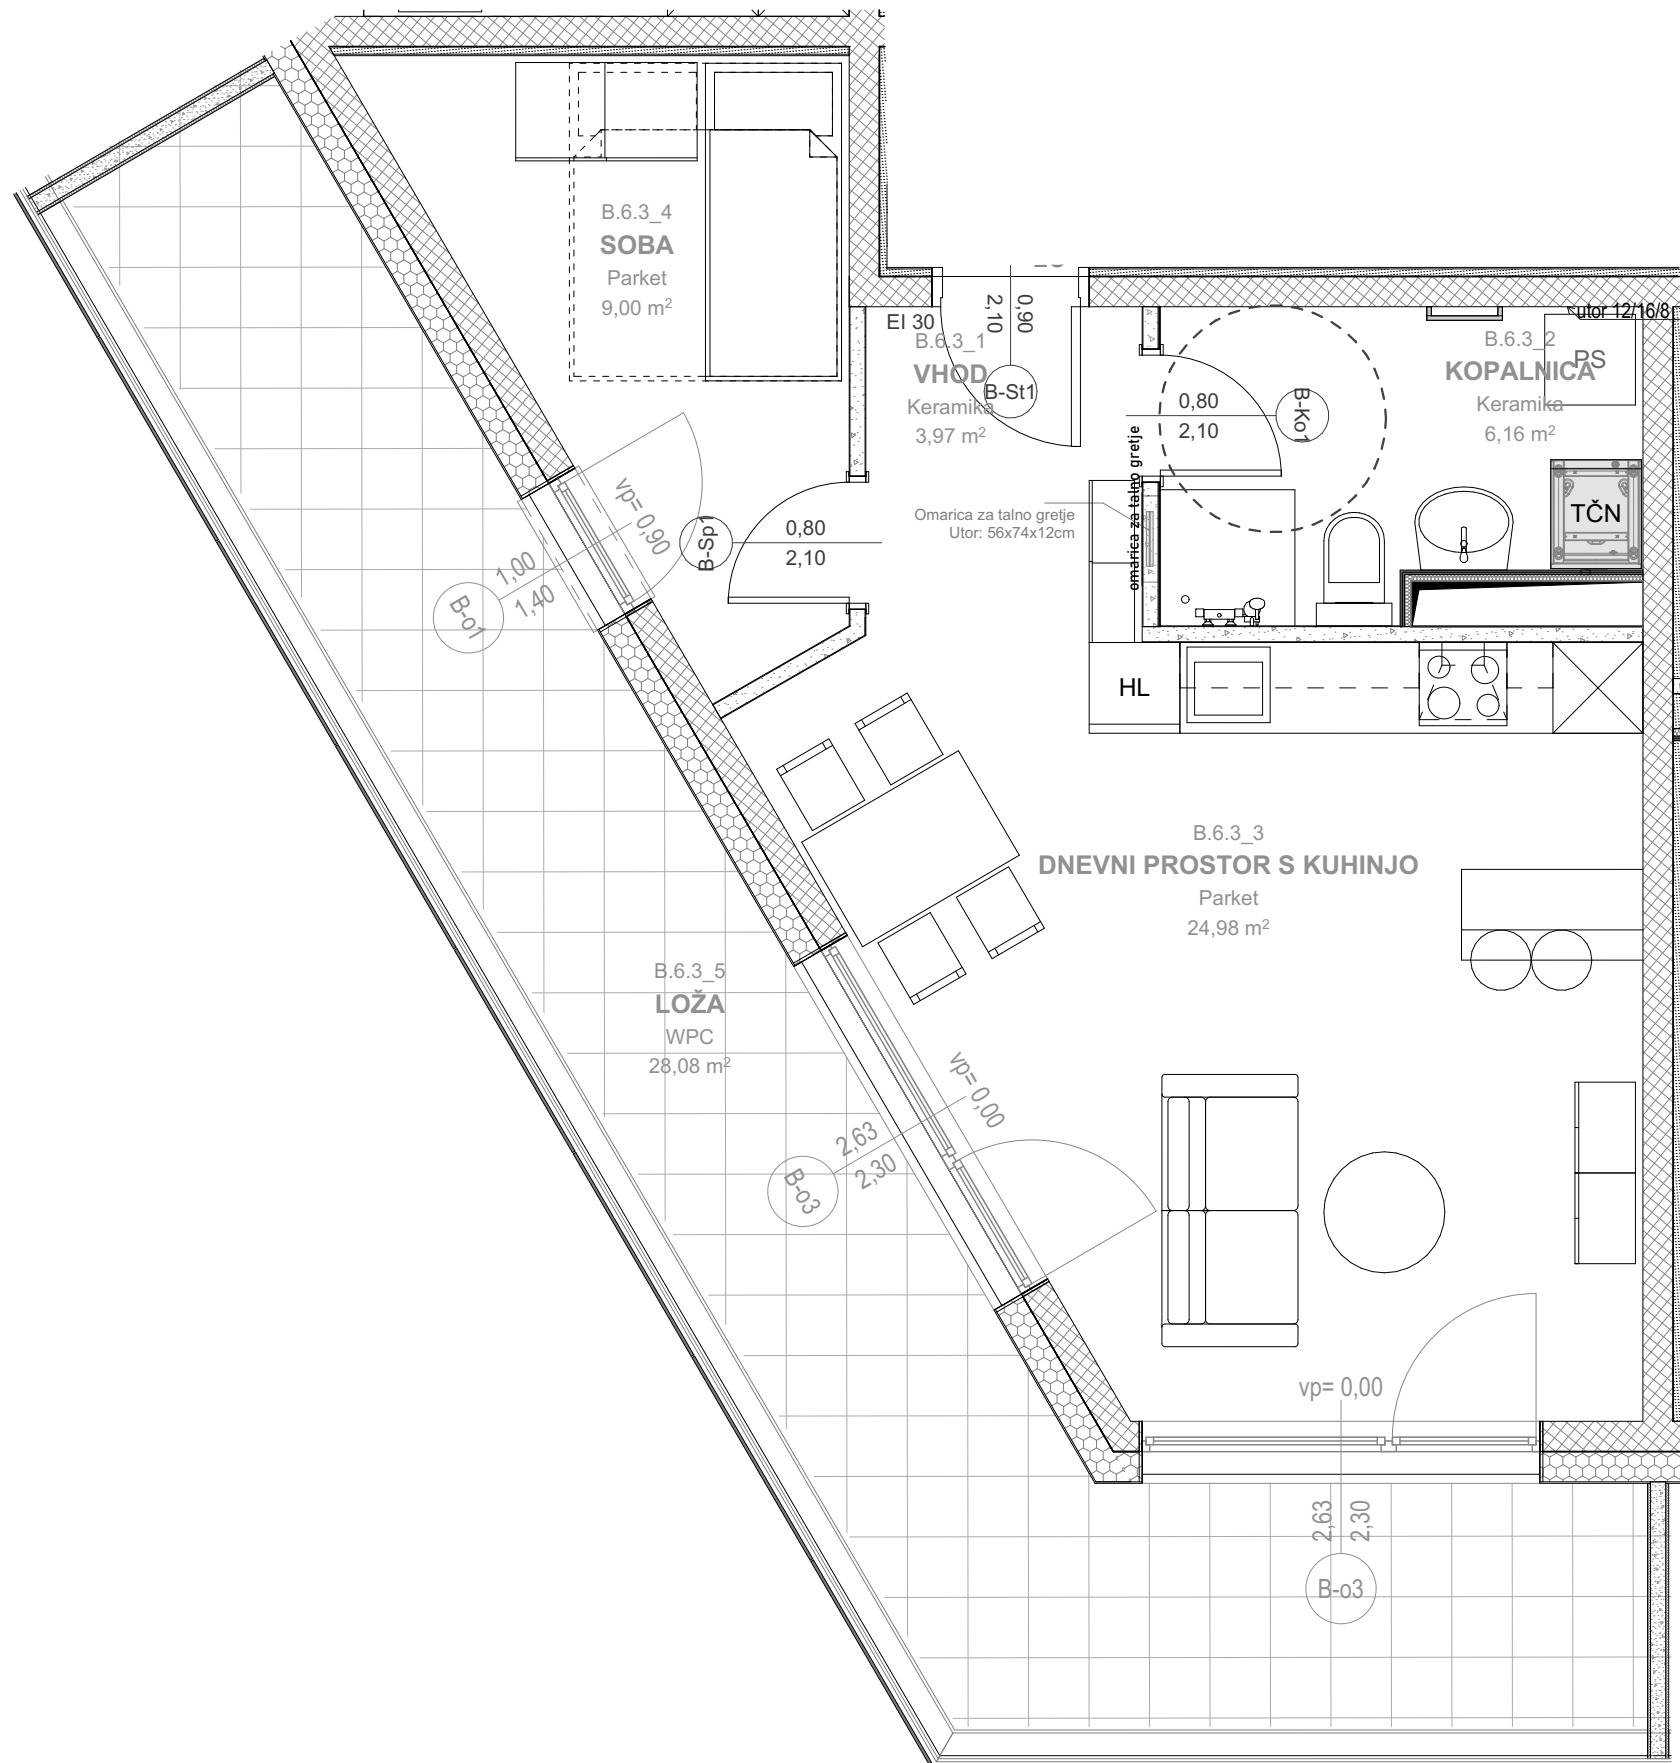 B.6.3_4
SOBA
Parket
9,00 m²
EI 30
0,90
2,10
B-St1
B.6.3_1
VHOD
Keramika
3,97 m²
utor 12/16/8
B.6.3_2
KOPALNICA
Keramika
6,16 m²
PS
0,80
2,10
B-Ko1
omarica za talno gretje
Omarica za talno gretje
Utor: 56x74x12cm
TČN
0,80
2,10
vp= 0,90
1,00
1,40
B-o1
HL
B.6.3_3
DNEVNI PROSTOR S KUHINJO
Parket
24,98 m²
B.6.3_5
LOŽA
WPC
28,08 m²
vp= 0,00
2,63
2,30
B-o3
vp= 0,00
2,63
2,30
B-o3